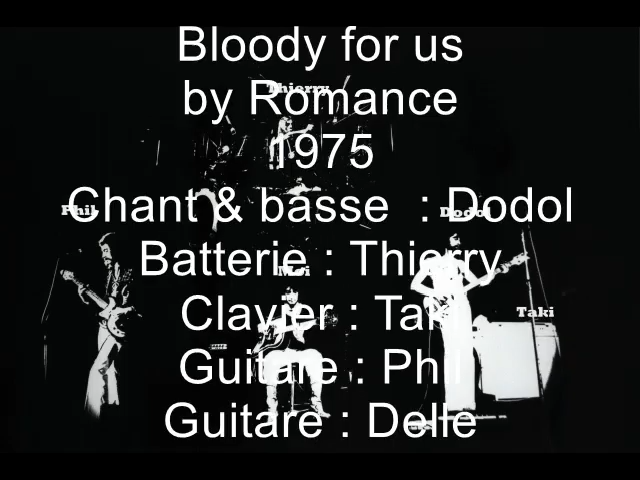 Bloody for us
by Romance
1975
Chant & basse : Dodol
Batterie : Thierry
Clavier : Taki
Guitare : Phil
Guitare : Delle
Thierry
Phil
Dodol
Moi
Taki